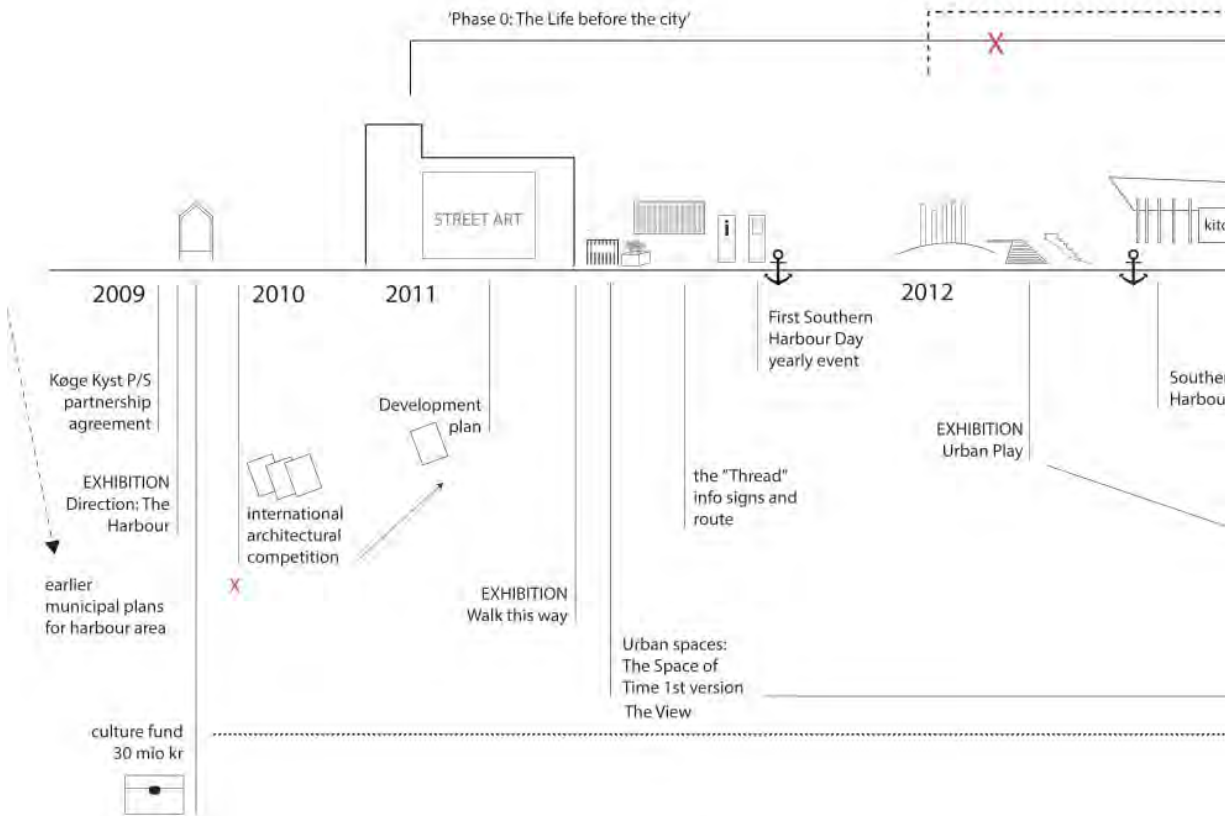 'Phase 0: The Life before the city'
STREET ART
kitc
2009
2010
2011
2012
First Southern
Harbour Day
yearly event
Køge Kyst P/S
partnership
agreement
Development
plan
Souther
Harbou
EXHIBITION
Urban Play
EXHIBITION
Direction: The
Harbour
the "Thread"
info signs and
route
international
architectural
competition
earlier
municipal plans
for harbour area
X
X
EXHIBITION
Walk this way
Urban spaces:
The Space of
Time 1st version
The View
culture fund
30 mio kr